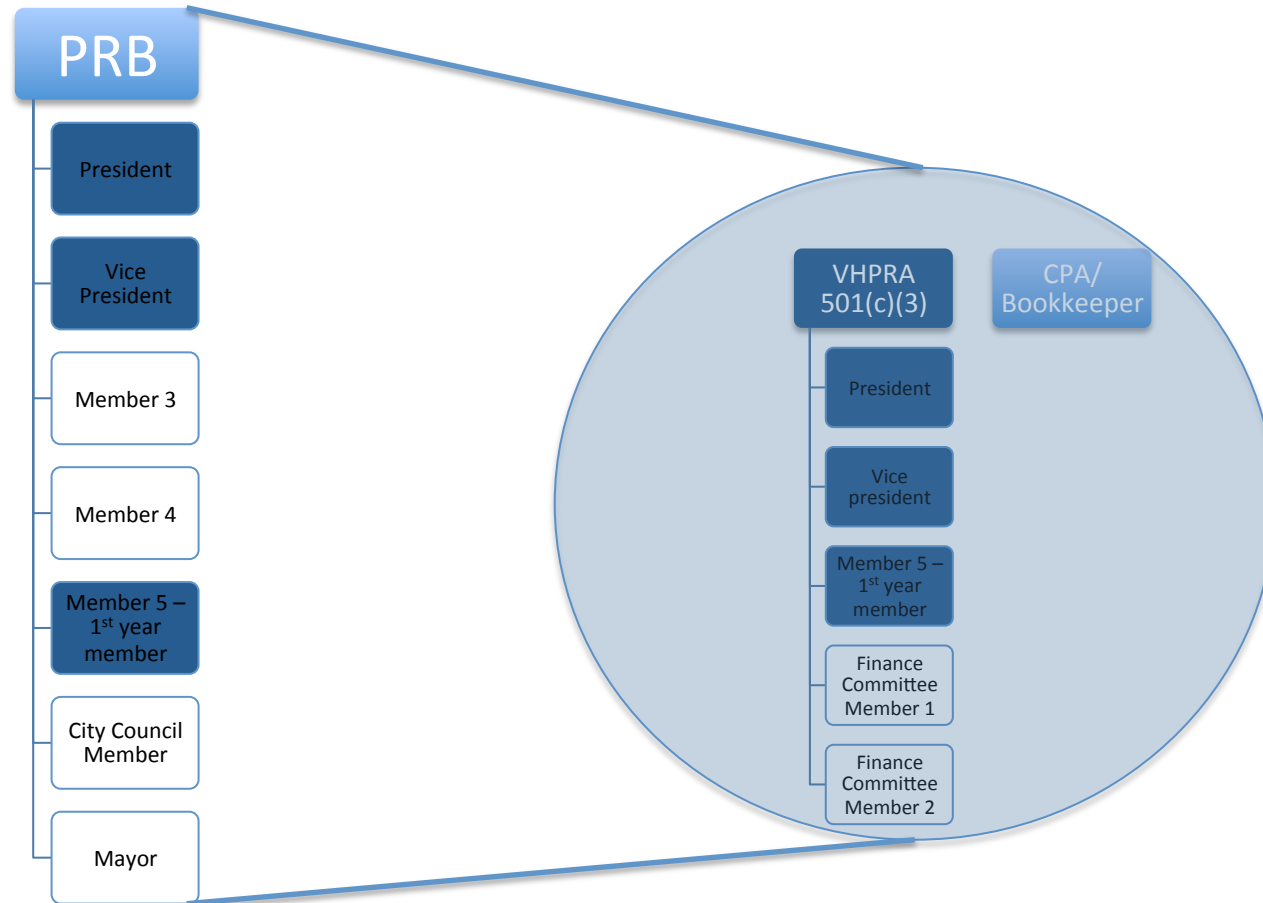 PRB
President
Vice
President
Member 3
Member 4
Member 5 –
1st year
member
City Council
Member
Mayor
VHPRA
501(c)(3)
President
Vice
president
Member 5 –
1st year
member
Finance
Committee
Member 1
Finance
Committee
Member 2
CPA/
Bookkeeper